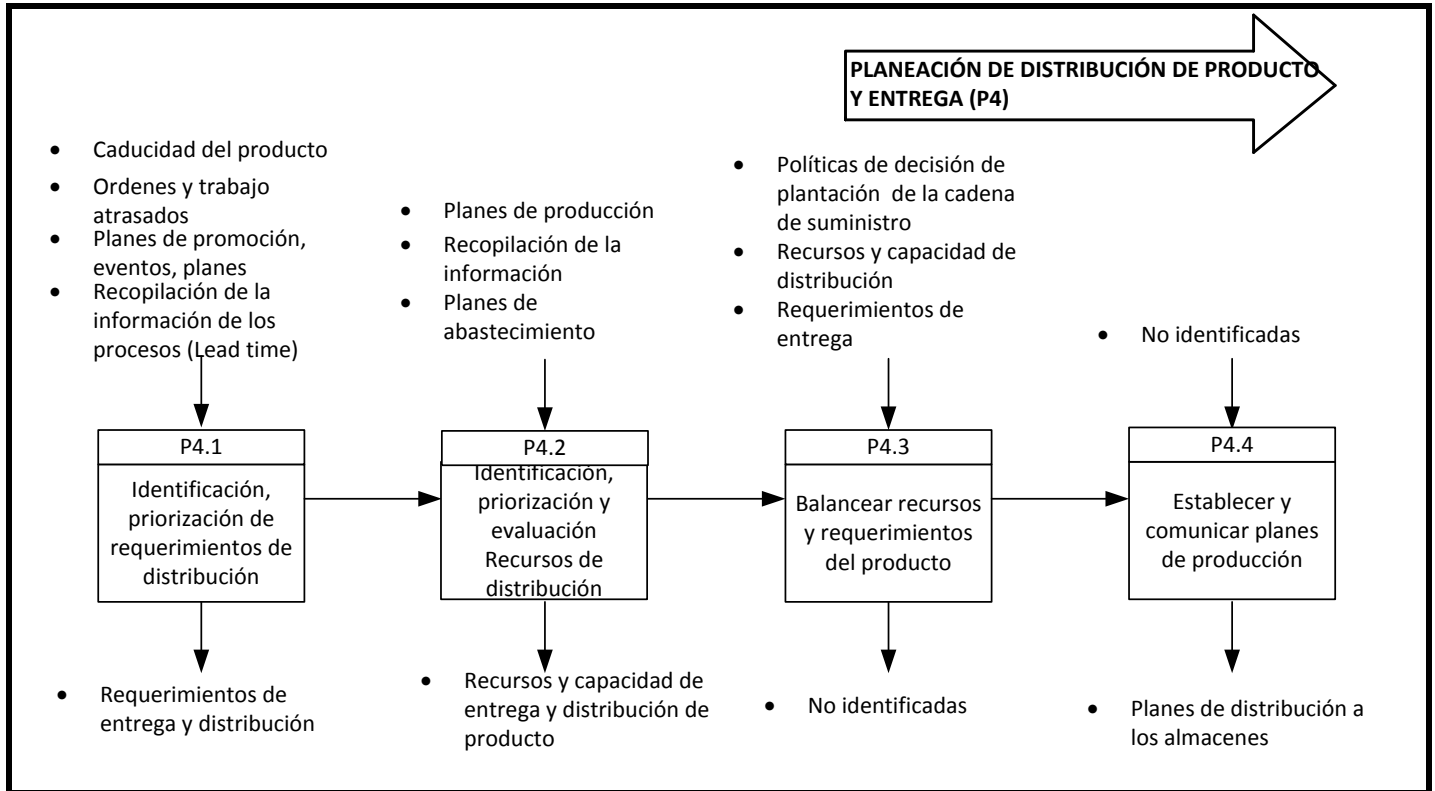 PLANEACIÓN DE DISTRIBUCIÓN DE PRODUCTO
Y ENTREGA (P4)
• Caducidad del producto
• Ordenes y trabajo
atrasados
• Planes de promoción,
eventos, planes
• Recopilación de la
información de los
procesos (Lead time)
• Planes de producción
• Recopilación de la
información
• Planes de
abastecimiento
• Políticas de decisión de
plantación de la cadena
de suministro
• Recursos y capacidad de
distribución
• Requerimientos de
entrega
• No identificadas
P4.1
Identificación,
priorización de
requerimientos de
distribución
P4.2
Identificación,
priorización y
evaluación
Recursos de
distribución
P4.3
Balancear recursos
y requerimientos
del producto
P4.4
Establecer y
comunicar planes
de producción
• Requerimientos de
entrega y distribución
• Recursos y capacidad de
entrega y distribución de
producto
• No identificadas
• Planes de distribución a
los almacenes